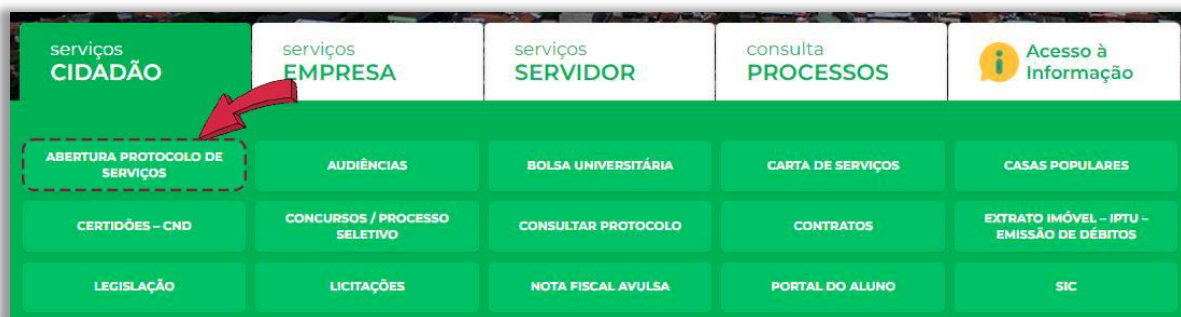 serviços
CIDADÃO
serviços
EMPRESA
serviços
SERVIDOR
consulta
PROCESSOS
Acesso à
Informação
ABERTURA PROTOCOLO DE
SERVIÇOS
AUDIÊNCIAS
BOLSA UNIVERSITÁRIA
CARTA DE SERVIÇOS
CASAS POPULARES
CERTIDÕES – CND
CONCURSOS / PROCESSO
SELETIVO
CONSULTAR PROTOCOLO
CONTRATOS
EXTRATO IMÓVEL – IPTU –
EMISSÃO DE DÉBITOS
LEGISLAÇÃO
LICITAÇÕES
NOTA FISCAL AVULSA
PORTAL DO ALUNO
SIC